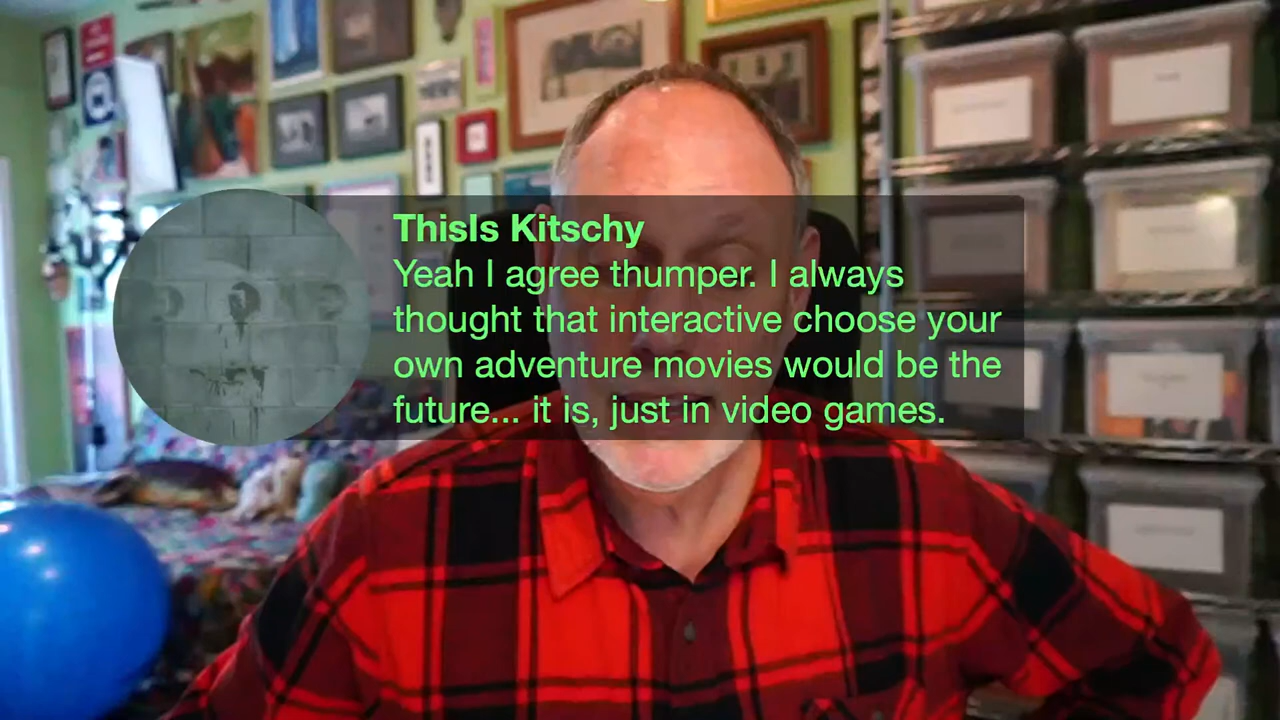 ThisIs Kitschy
Yeah I agree thumper. I always
thought that interactive choose your
own adventure movies would be the
future... it is, just in video games.